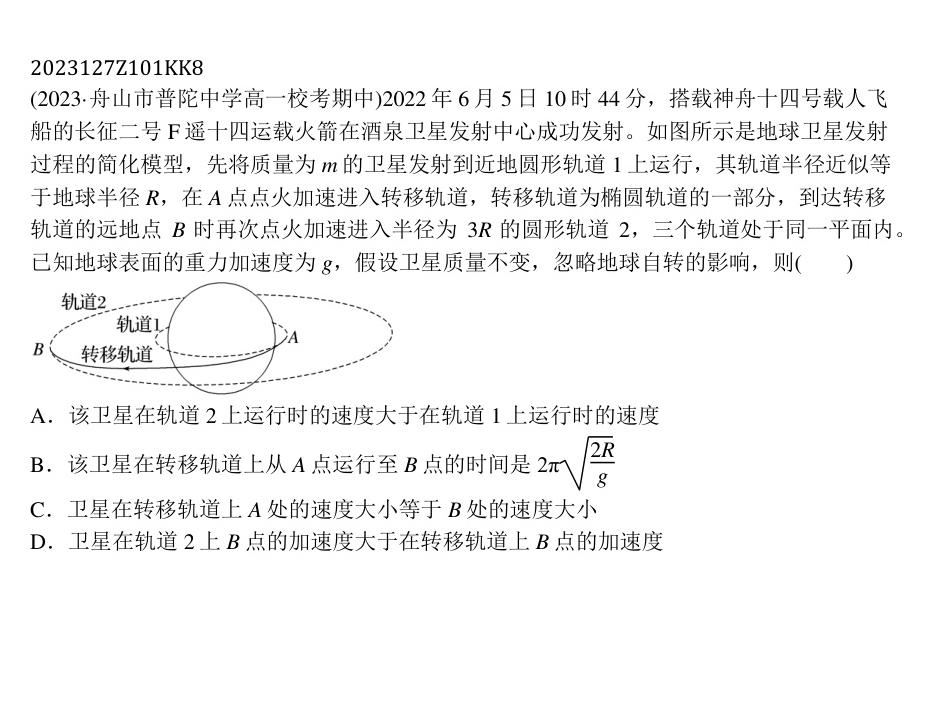 2023127Z101KK8
(2023·舟山市普陀中学高一校考期中)2022 年 6 月 5 日 10 时 44 分，搭载神舟十四号载人飞
船的长征二号 F 遥十四运载火箭在酒泉卫星发射中心成功发射。如图所示是地球卫星发射
过程的简化模型，先将质量为 m 的卫星发射到近地圆形轨道 1 上运行，其轨道半径近似等
于地球半径 R，在 A 点点火加速进入转移轨道，转移轨道为椭圆轨道的一部分，到达转移
轨道的远地点 B 时再次点火加速进入半径为 3R 的圆形轨道 2，三个轨道处于同一平面内。
已知地球表面的重力加速度为 g，假设卫星质量不变，忽略地球自转的影响，则(　　)
轨道2
轨道1
A
B
转移轨道
A．该卫星在轨道 2 上运行时的速度大于在轨道 1 上运行时的速度
B．该卫星在转移轨道上从 A 点运行至 B 点的时间是 2π√(2R/g)
C．卫星在转移轨道上 A 处的速度大小等于 B 处的速度大小
D．卫星在轨道 2 上 B 点的加速度大于在转移轨道上 B 点的加速度